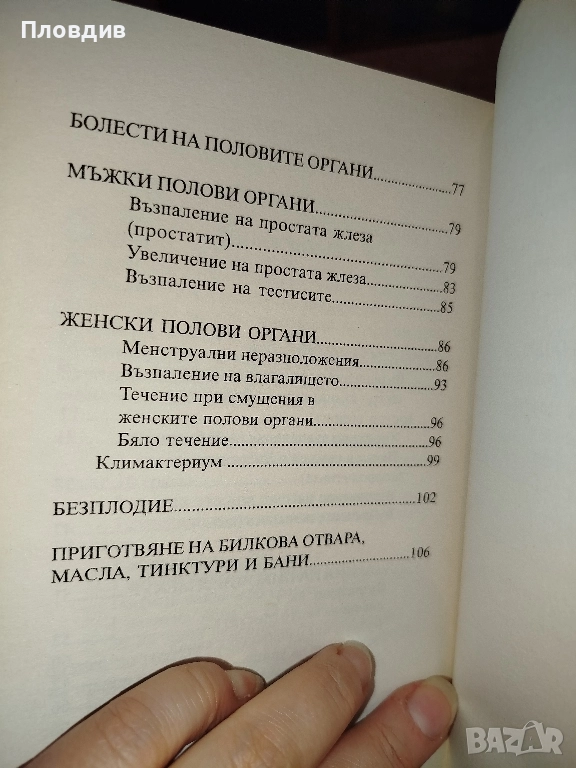 Пловдив
БОЛЕСТИ НА ПОЛОВИТЕ ОРГАНИ...................77
МЪЖКИ ПОЛОВИ ОРГАНИ...................79
Възпаление на простата жлеза
(простатит)...................79
Увеличение на простата жлеза...................83
Възпаление на тестисите...................85
ЖЕНСКИ ПОЛОВИ ОРГАНИ...................86
Менструални неразположения...................86
Възпаление на влагалището...................93
Течение при смущения в
женските полови органи...................96
Бяло течение...................96
Климактериум ...................99
БЕЗПЛОДИЕ...................102
ПРИГОТВЯНЕ НА БИЛКОВА ОТВАРА,
МАСЛА, ТИНКТУРИ И БАНИ...................106
BAZAR